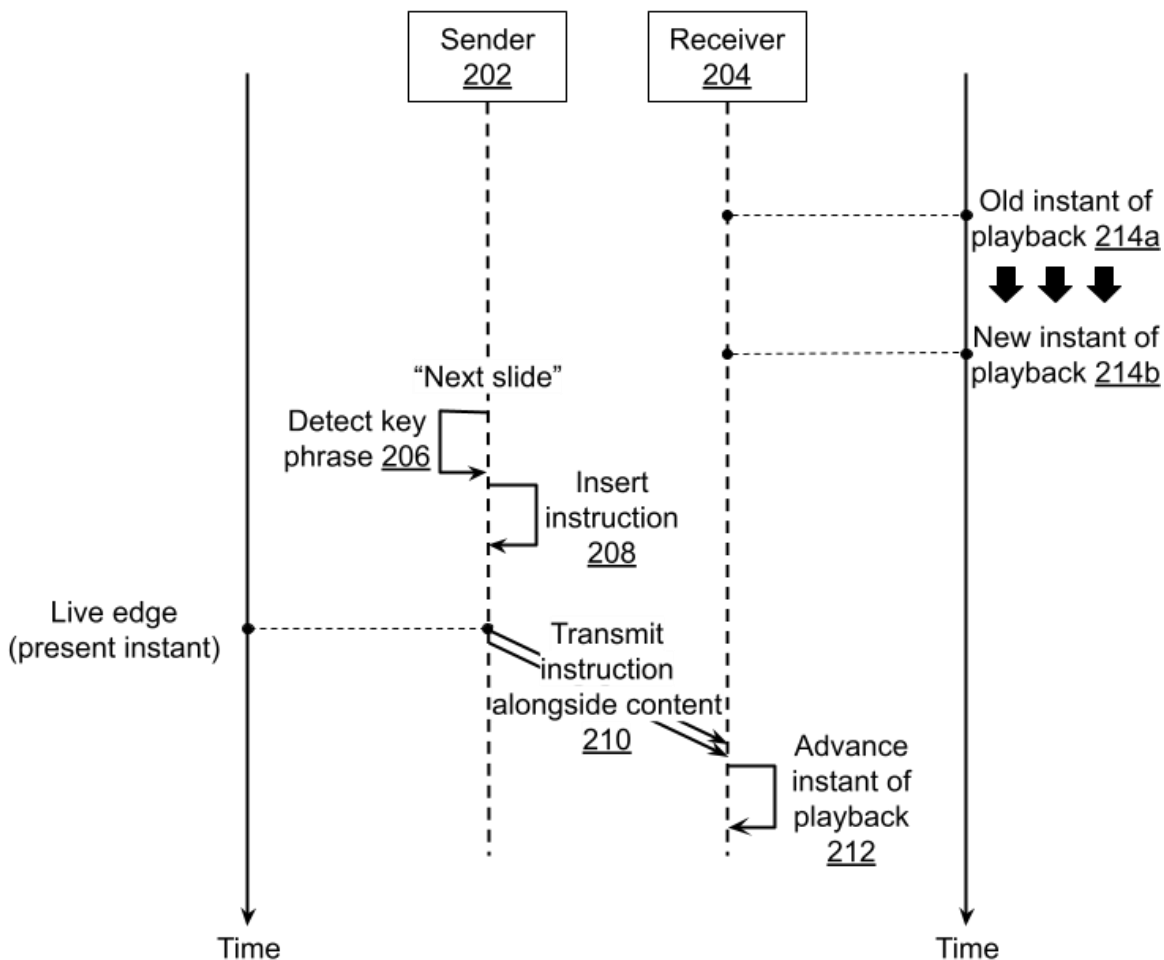 Sender
202
Receiver
204
Old instant of
playback 214a
New instant of
playback 214b
“Next slide”
Detect key
phrase 206
Insert
instruction
208
Live edge
(present instant)
Transmit
instruction
alongside content
210
Advance
instant of
playback
212
Time
Time